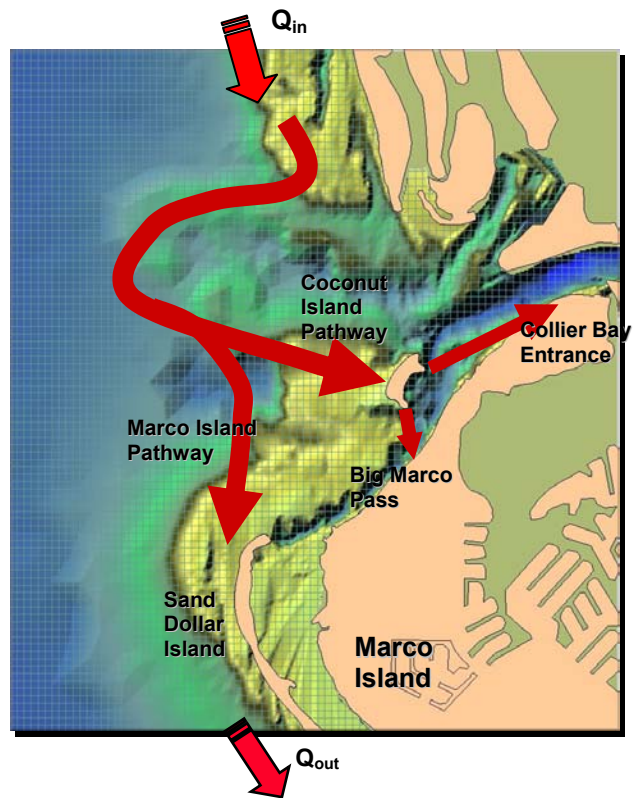 Qin
Coconut
Island
Pathway
Collier Bay
Entrance
Marco Island
Pathway
Big Marco
Pass
Sand
Dollar
Island
Marco
Island
Qout